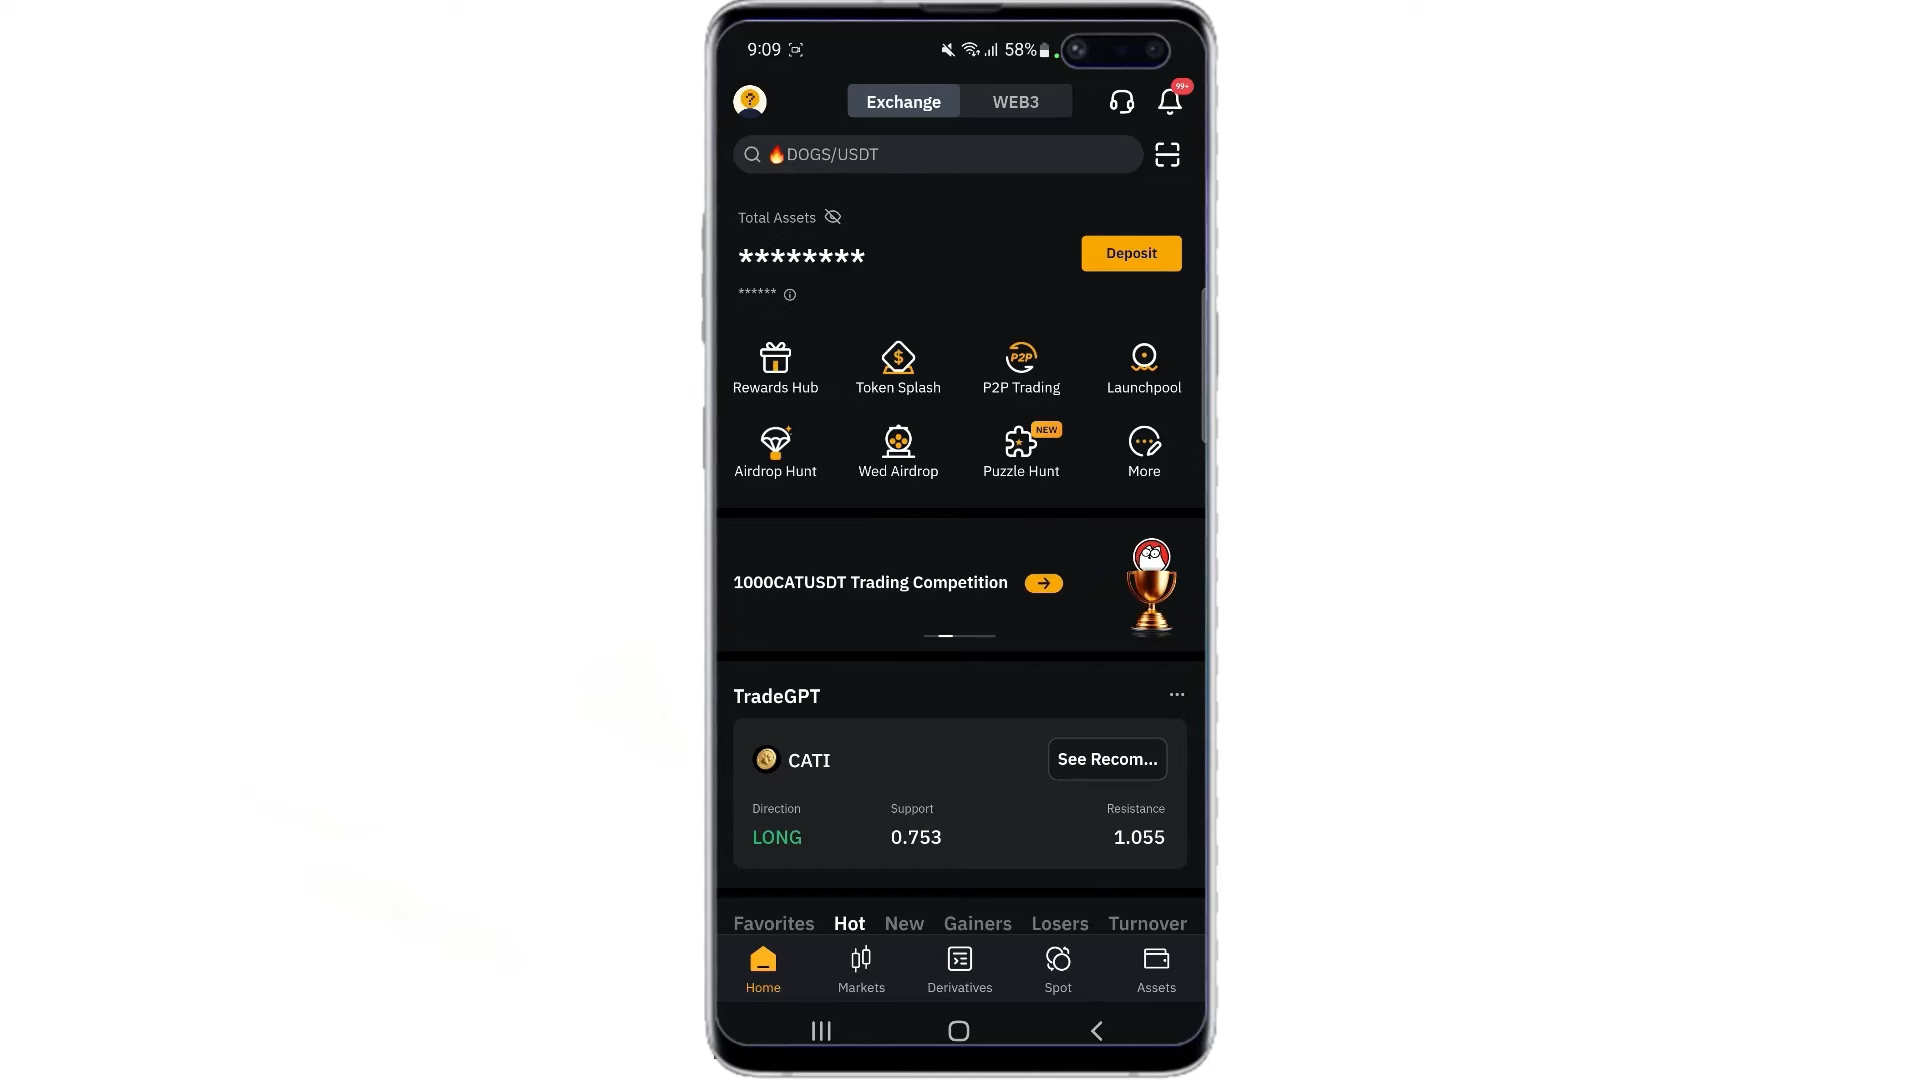 9:09 58%
Exchange WEB3 99+
🔥DOGS/USDT
Total Assets
********
Deposit
******
Rewards Hub Token Splash P2P P2P Trading Launchpool
NEW
Airdrop Hunt Wed Airdrop Puzzle Hunt More
1000CATUSDT Trading Competition
TradeGPT
CATI See Recom...
Direction Support Resistance
LONG 0.753 1.055
Favorites Hot New Gainers Losers Turnover
Home Markets Derivatives Spot Assets